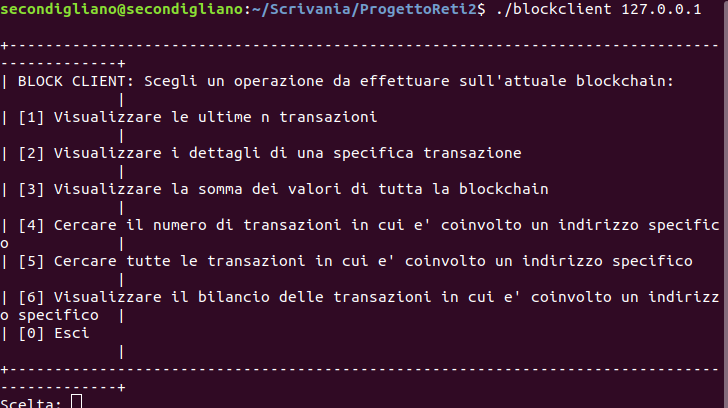 secondigliano@secondigliano:~/Scrivania/ProgettoReti2$ ./blockclient 127.0.0.1
+-------------------------------------------------------------------------------
-------------+
| BLOCK CLIENT: Scegli un operazione da effettuare sull'attuale blockchain:
             |
| [1] Visualizzare le ultime n transazioni
             |
| [2] Visualizzare i dettagli di una specifica transazione
             |
| [3] Visualizzare la somma dei valori di tutta la blockchain
             |
| [4] Cercare il numero di transazioni in cui e' coinvolto un indirizzo specific
o            |
| [5] Cercare tutte le transazioni in cui e' coinvolto un indirizzo specifico
             |
| [6] Visualizzare il bilancio delle transazioni in cui e' coinvolto un indirizz
o specifico  |
| [0] Esci
             |
+-------------------------------------------------------------------------------
-------------+
Scelta: